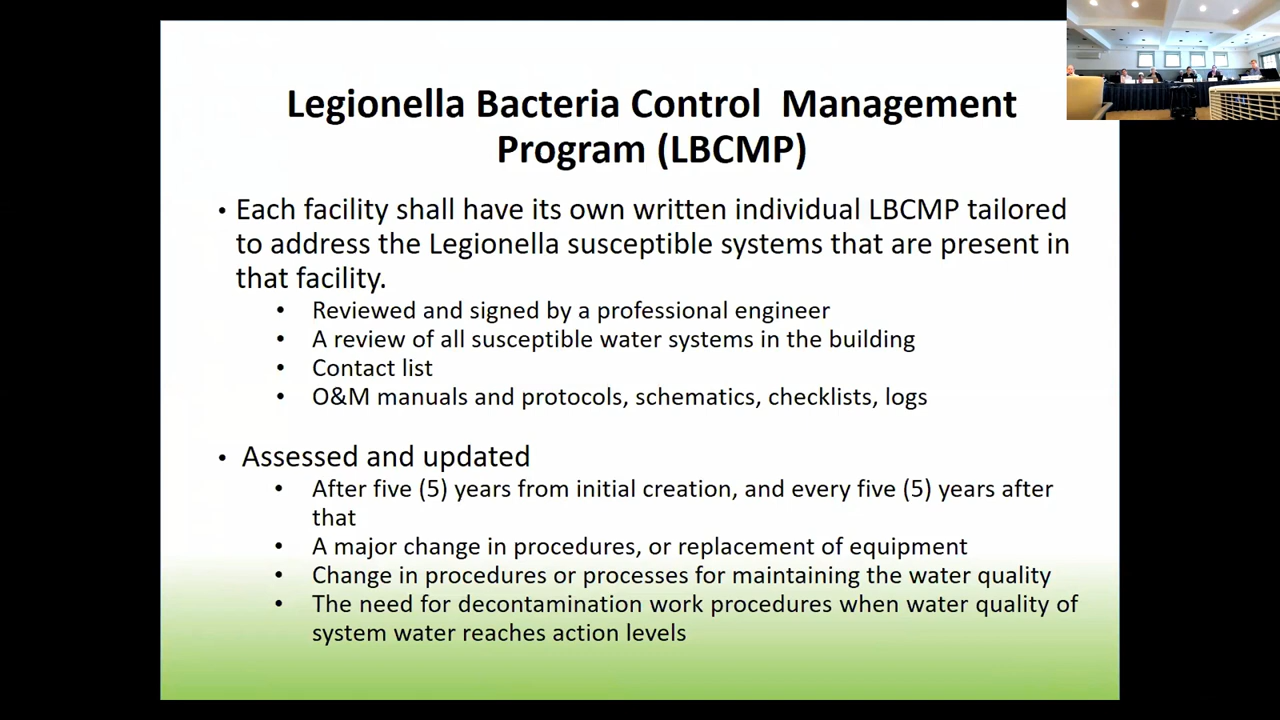 Legionella Bacteria Control Management
Program (LBCMP)
• Each facility shall have its own written individual LBCMP tailored
to address the Legionella susceptible systems that are present in
that facility.
• Reviewed and signed by a professional engineer
• A review of all susceptible water systems in the building
• Contact list
• O&M manuals and protocols, schematics, checklists, logs
• Assessed and updated
• After five (5) years from initial creation, and every five (5) years after
that
• A major change in procedures, or replacement of equipment
• Change in procedures or processes for maintaining the water quality
• The need for decontamination work procedures when water quality of
system water reaches action levels